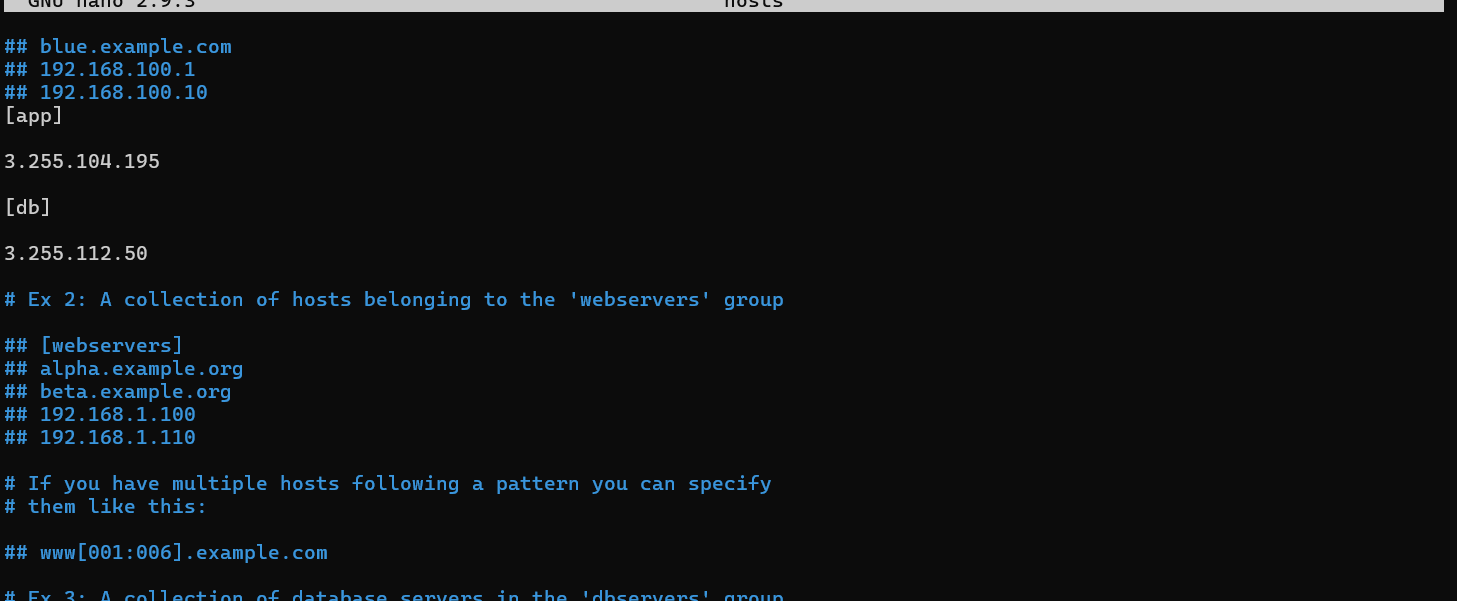 GNU nano 2.9.3 hosts
## blue.example.com
## 192.168.100.1
## 192.168.100.10
[app]
3.255.104.195
[db]
3.255.112.50
# Ex 2: A collection of hosts belonging to the 'webservers' group
## [webservers]
## alpha.example.org
## beta.example.org
## 192.168.1.100
## 192.168.1.110
# If you have multiple hosts following a pattern you can specify
# them like this:
## www[001:006].example.com
# Ex 3: A collection of database servers in the 'dbservers' group